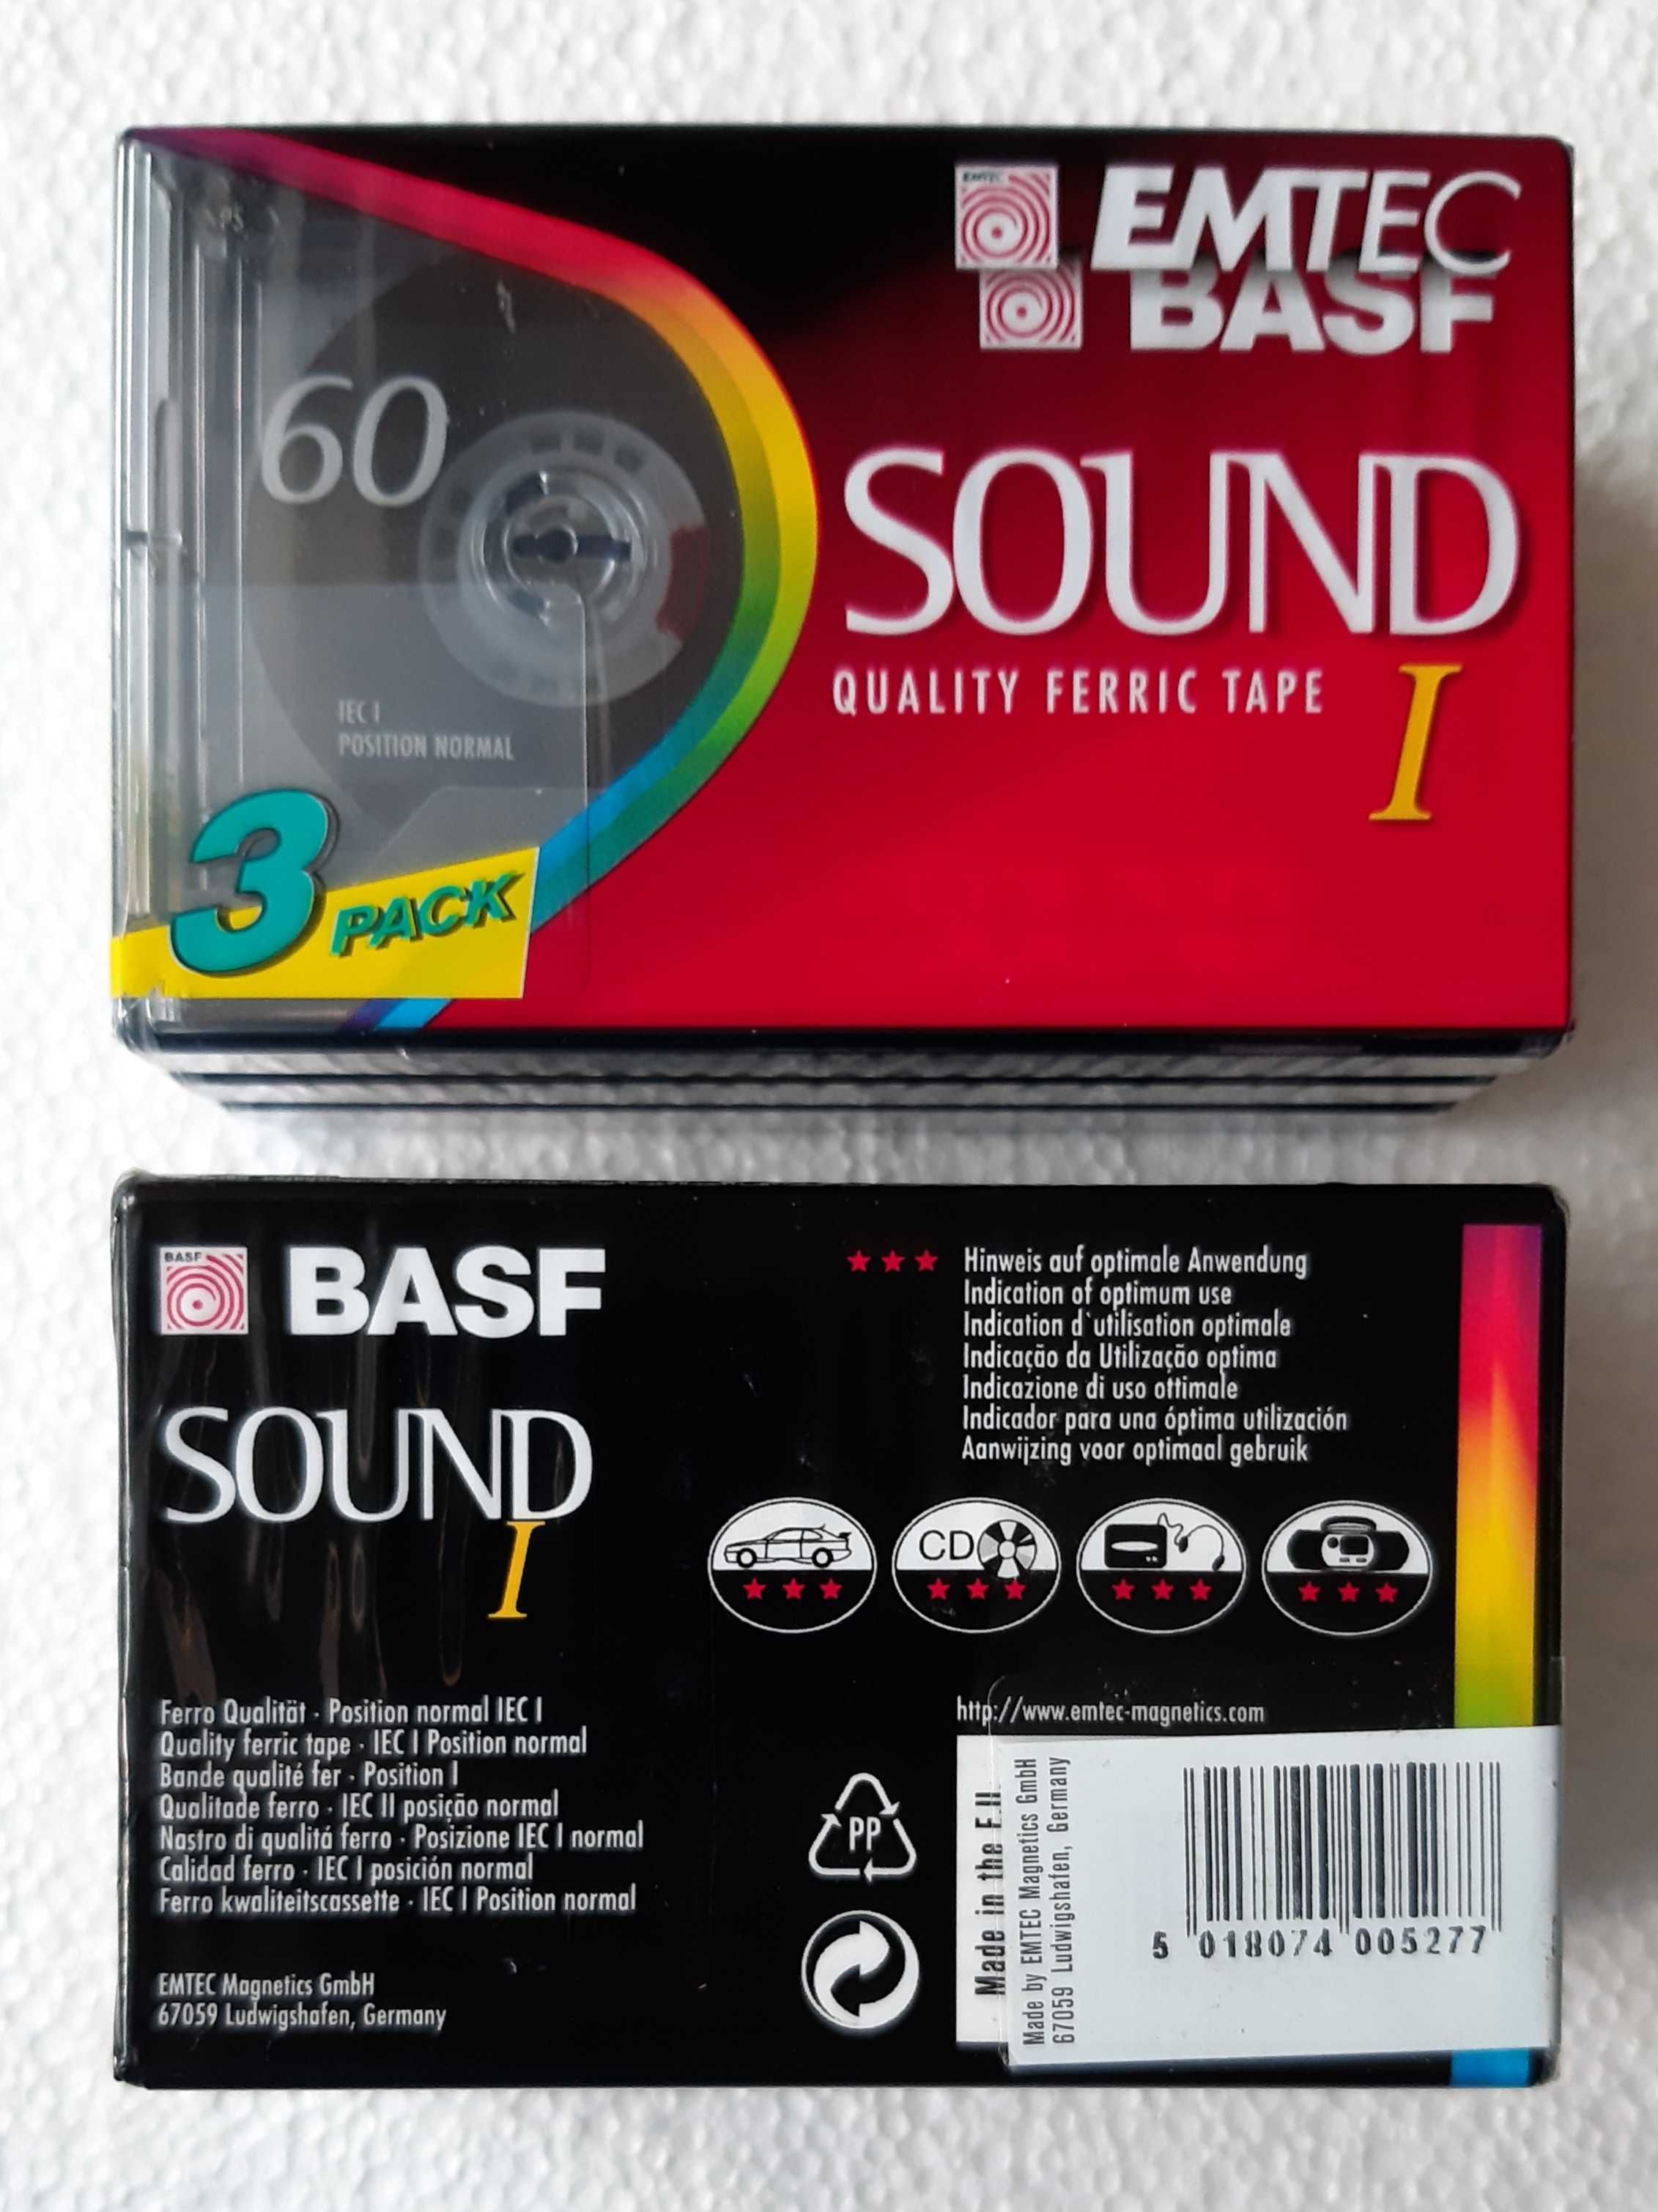 EMTEC
EMTEC
BASF
60
SOUND
QUALITY FERRIC TAPE
I
IEC I
POSITION NORMAL
3 PACK
BASF
BASF
SOUND
I
★★★ Hinweis auf optimale Anwendung
Indication of optimum use
Indication d`utilisation optimale
Indicação da Utilização optima
Indicazione di uso ottimale
Indicador para una óptima utilización
Aanwijzing voor optimaal gebruik
★★★
CD
★★★
★★★
★★★
Ferro Qualität · Position normal IEC I
Quality ferric tape · IEC I Position normal
Bande qualité fer · Position I
Qualitade ferro · IEC II posição normal
Nastro di qualitá ferro · Posizione IEC I normal
Calidad ferro · IEC I posición normal
Ferro kwaliteitscassette · IEC I Position normal
EMTEC Magnetics GmbH
67059 Ludwigshafen, Germany
PP
http://www.emtec-magnetics.com
Made in the E.U.
Made by EMTEC Magnetics GmbH
67059 Ludwigshafen, Germany
5 018074 005277